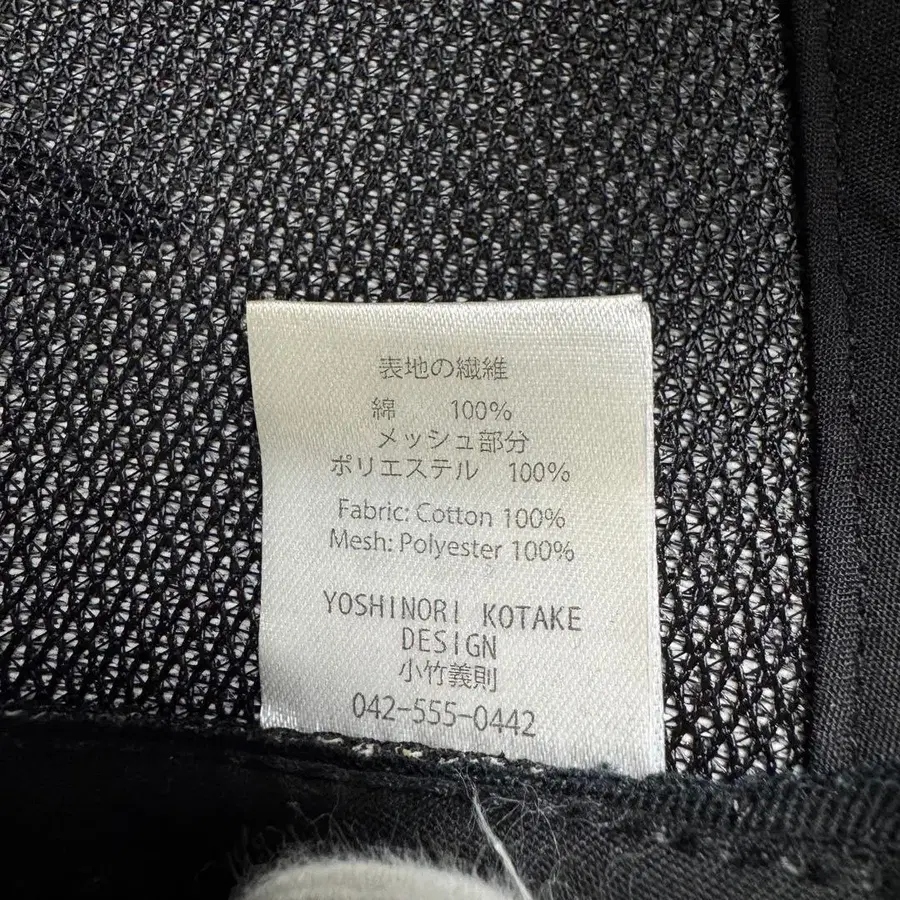 表地の繊維
綿 100%
メッシュ部分
ポリエステル 100%
Fabric: Cotton 100%
Mesh: Polyester 100%
YOSHINORI KOTAKE
DESIGN
小竹義則
042-555-0442